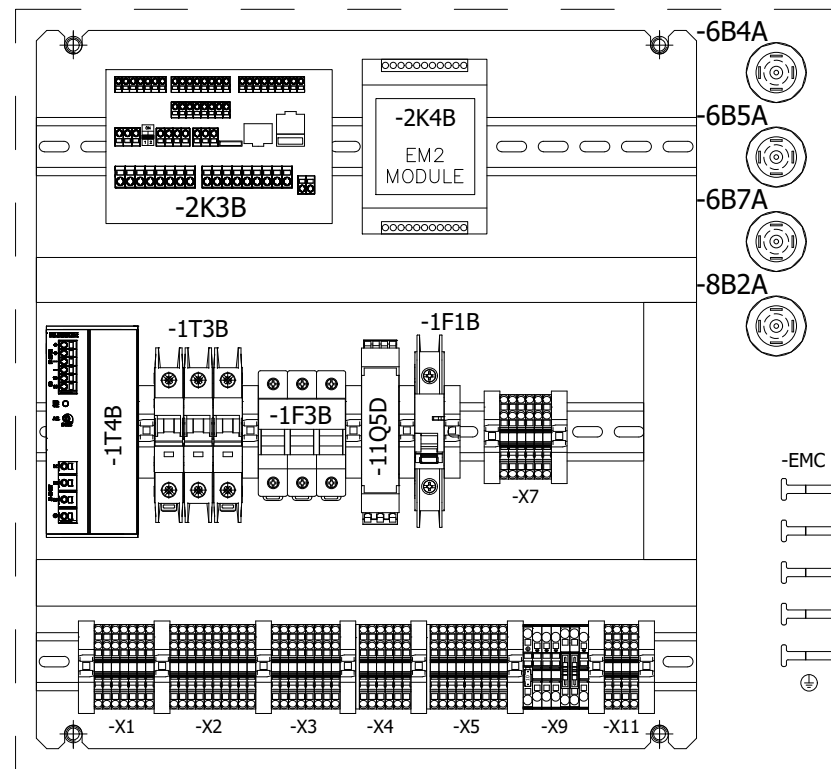 -6B4A
-6B5A
-6B7A
-8B2A
-2K3B
-2K4B
EM2
MODULE
-1T4B
-1T3B
-1F3B
-11Q5D
-1F1B
-X7
-EMC
-X1
-X2
-X3
-X4
-X5
-X9
-X11